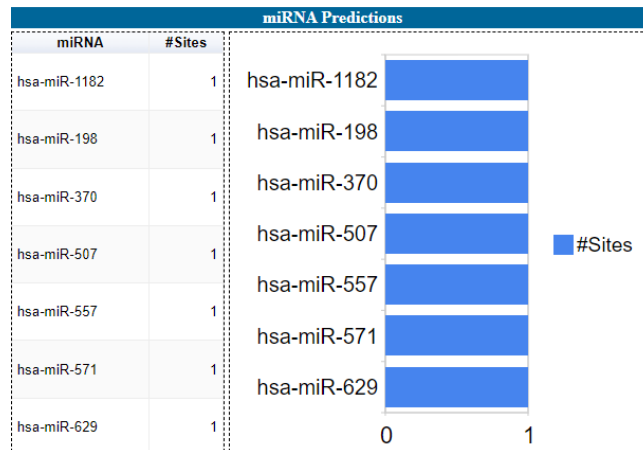 miRNA Predictions
miRNA #Sites
hsa-miR-1182 1
hsa-miR-198 1
hsa-miR-370 1
hsa-miR-507 1
hsa-miR-557 1
hsa-miR-571 1
hsa-miR-629 1
hsa-miR-1182
hsa-miR-198
hsa-miR-370
hsa-miR-507
hsa-miR-557
hsa-miR-571
hsa-miR-629
0 1
#Sites